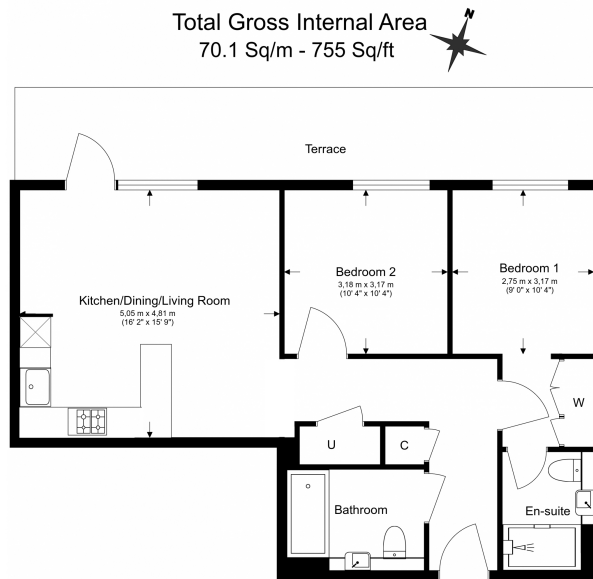 Total Gross Internal Area
70.1 Sq/m - 755 Sq/ft
N
Terrace
Kitchen/Dining/Living Room
5,05 m x 4,81 m
(16' 2" x 15' 9")
Bedroom 2
3,18 m x 3,17 m
(10' 4" x 10' 4")
Bedroom 1
2,75 m x 3,17 m
(9' 0" x 10' 4")
W
U
C
Bathroom
En-suite